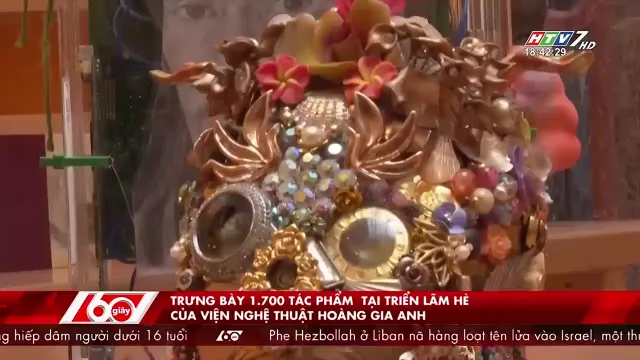 HTV7 HD
18:42:29
TRƯNG BÀY 1.700 TÁC PHẨM TẠI TRIỂN LÃM HÈ
CỦA VIỆN NGHỆ THUẬT HOÀNG GIA ANH
60 giây
hiếp dâm người dưới 16 tuổi 60 giây Phe Hezbollah ở Liban nã hàng loạt tên lửa vào Israel, một